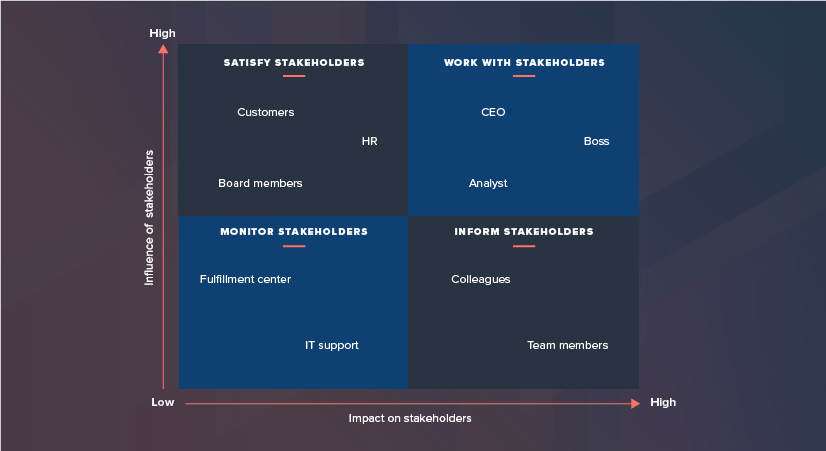 High
SATISFY STAKEHOLDERS
WORK WITH STAKEHOLDERS
Customers
CEO
HR
Boss
Board members
Analyst
Influence of stakeholders
MONITOR STAKEHOLDERS
INFORM STAKEHOLDERS
Fulfillment center
Colleagues
IT support
Team members
Low
High
Impact on stakeholders